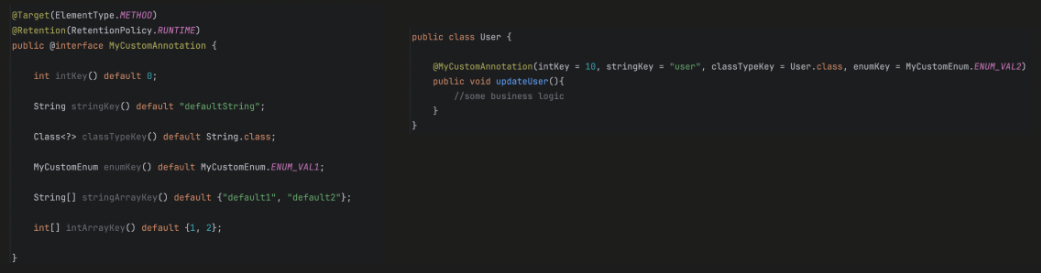 @Target(ElementType.METHOD)
@Retention(RetentionPolicy.RUNTIME)
public @interface MyCustomAnnotation {
int intKey() default 0;
String stringKey() default "defaultString";
Class<?> classTypeKey() default String.class;
MyCustomEnum enumKey() default MyCustomEnum.ENUM_VAL1;
String[] stringArrayKey() default {"default1", "default2"};
int[] intArrayKey() default {1, 2};
}
public class User {
@MyCustomAnnotation(intKey = 10, stringKey = "user", classTypeKey = User.class, enumKey = MyCustomEnum.ENUM_VAL2)
public void updateUser(){
//some business logic
}
}